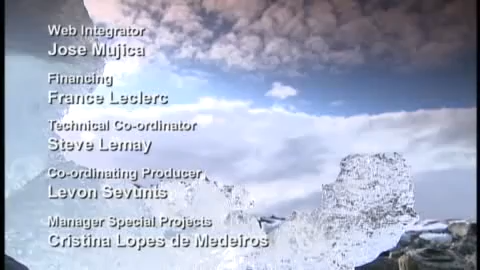 Web Integrator
Jose Mujica
Financing
France Leclerc
Technical Co-ordinator
Steve Lemay
Co-ordinating Producer
Levon Sevunts
Manager Special Projects
Cristina Lopes de Medeiros